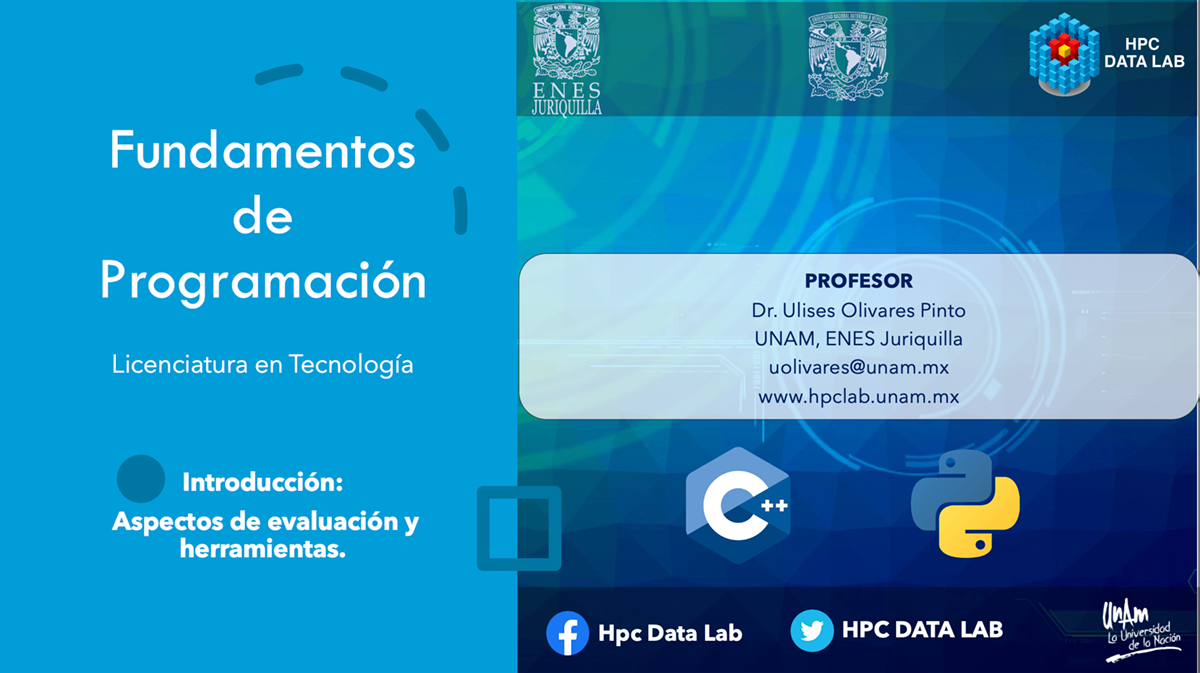 Fundamentos
de
Programación
Licenciatura en Tecnología
Introducción:
Aspectos de evaluación y
herramientas.
ENES
JURIQUILLA
HPC
DATA LAB
PROFESOR
Dr. Ulises Olivares Pinto
UNAM, ENES Juriquilla
uolivares@unam.mx
www.hpclab.unam.mx
C++
Hpc Data Lab
HPC DATA LAB
UnAm
La Universidad
de la Nación